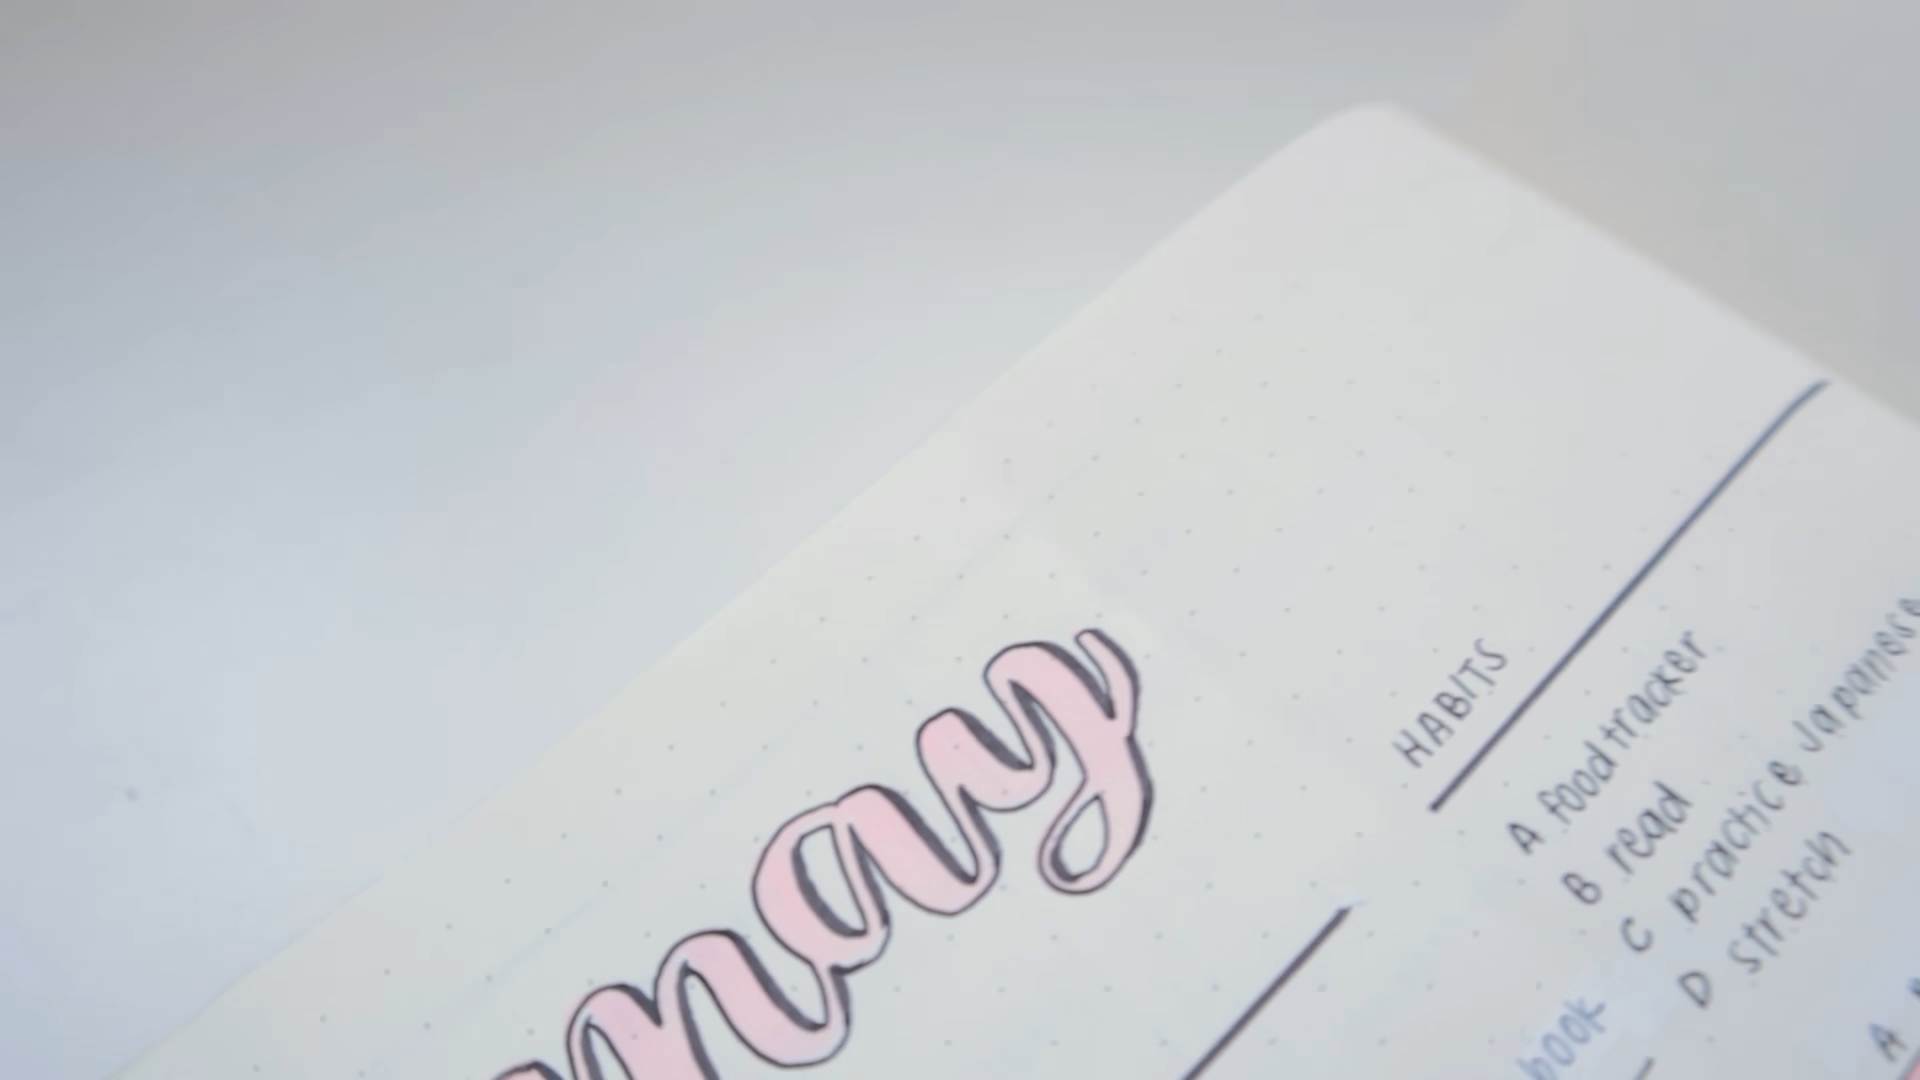 may
HABITS
A food tracker
B read
C practice Japanese
D stretch
book
A